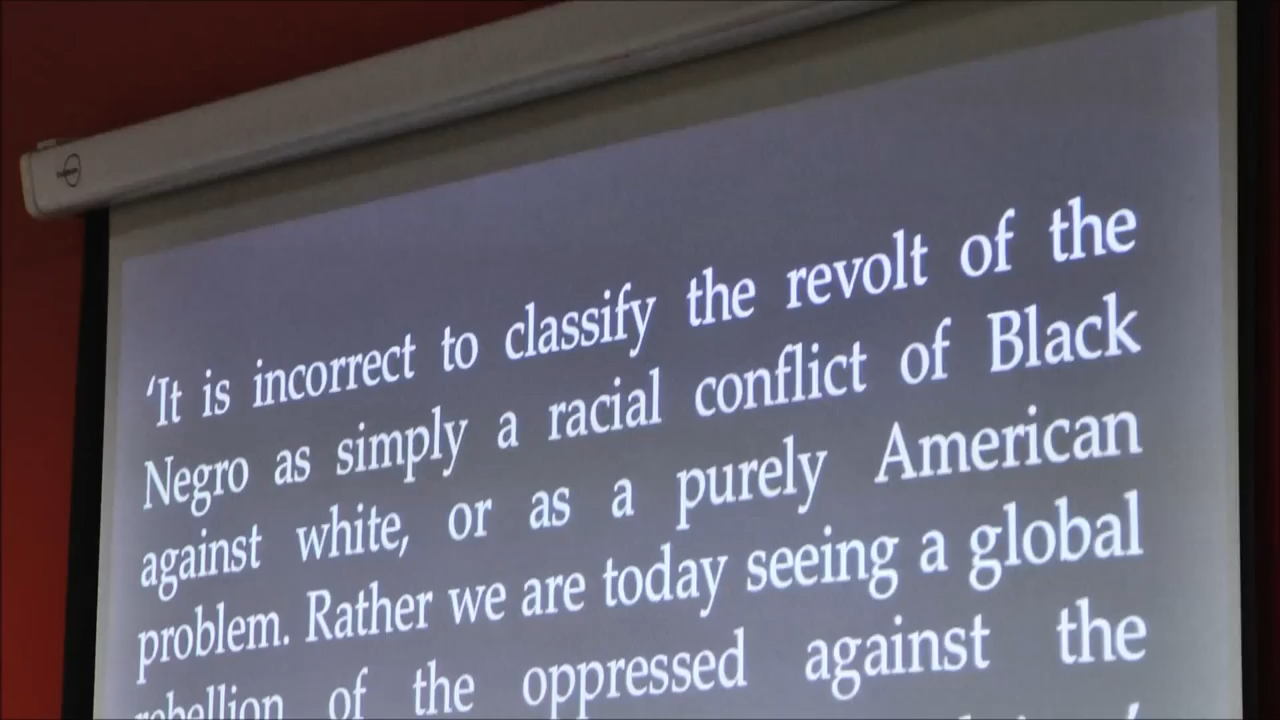 ‘It is incorrect to classify the revolt of the
Negro as simply a racial conflict of Black
against white, or as a purely American
problem. Rather we are today seeing a global
rebellion of the oppressed against the